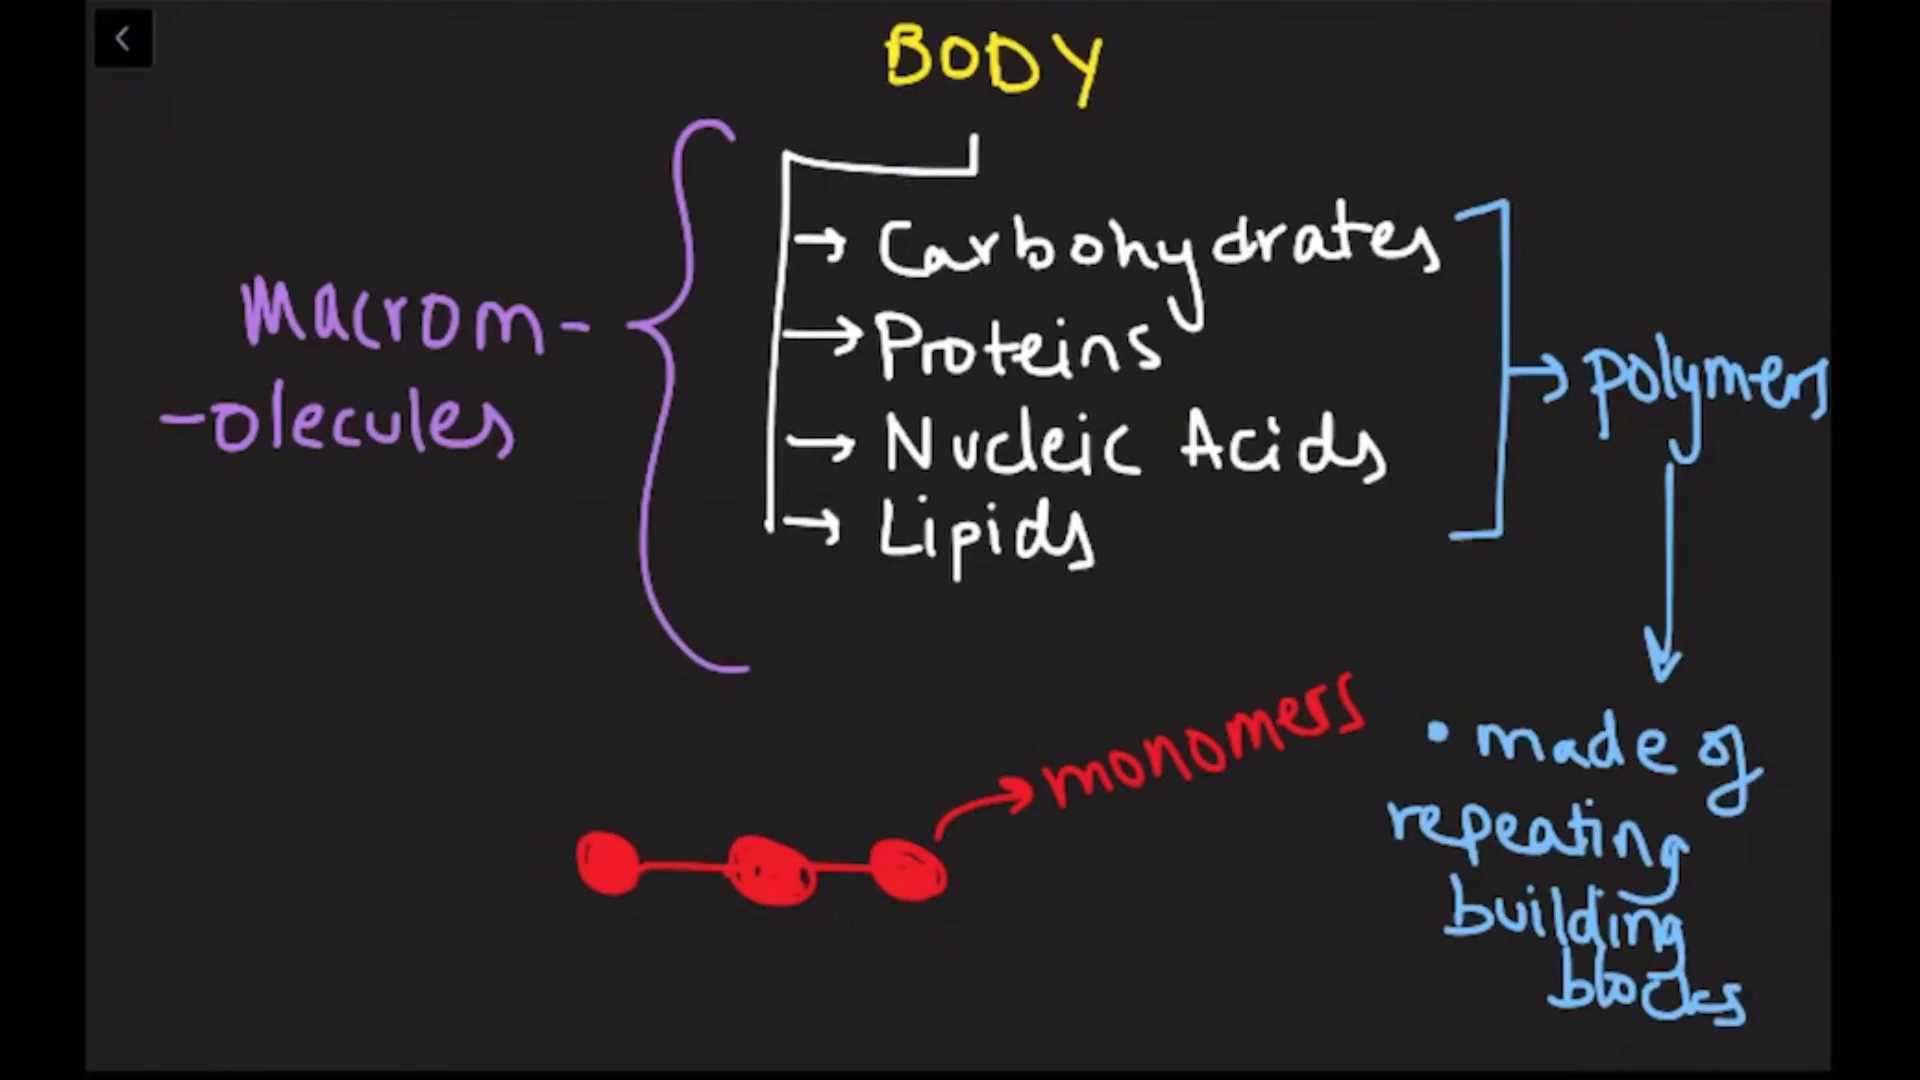 BODY
macrom-
-olecules
→ Carbohydrates
→ Proteins
→ Nucleic Acids
→ Lipids
→ polymers
• made of
repeating
building
blocks
→ monomers